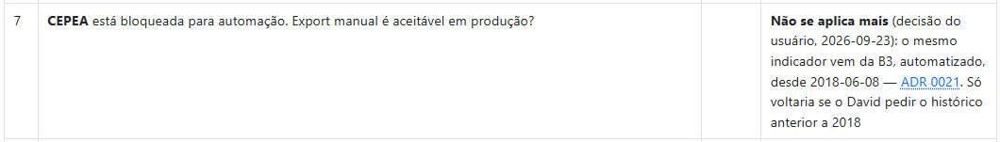 7
CEPEA está bloqueada para automação. Export manual é aceitável em produção?
Não se aplica mais (decisão do
usuário, 2026-09-23): o mesmo
indicador vem da B3, automatizado,
desde 2018-06-08 — ADR 0021. Só
voltaria se o David pedir o histórico
anterior a 2018